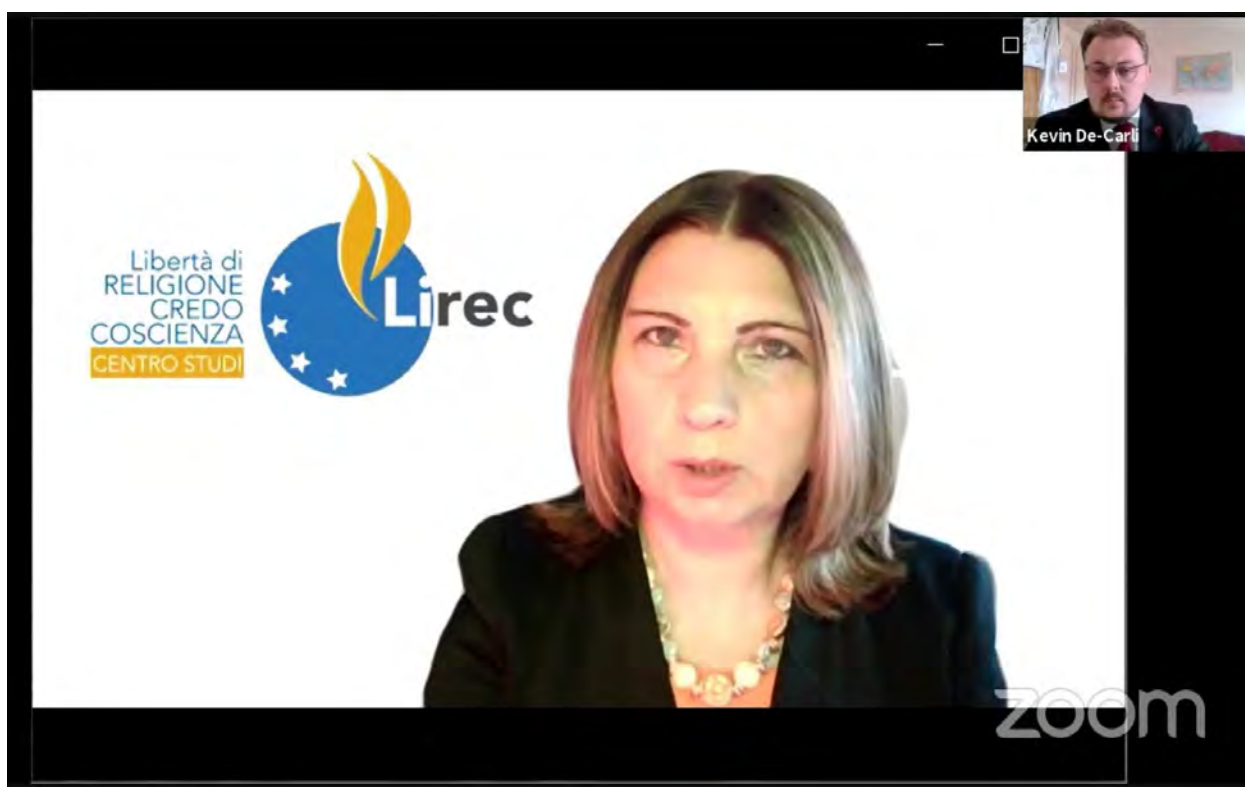 Kevin De-Carli
Libertà di
RELIGIONE
CREDO
COSCIENZA
CENTRO STUDI
Lirec
zoom